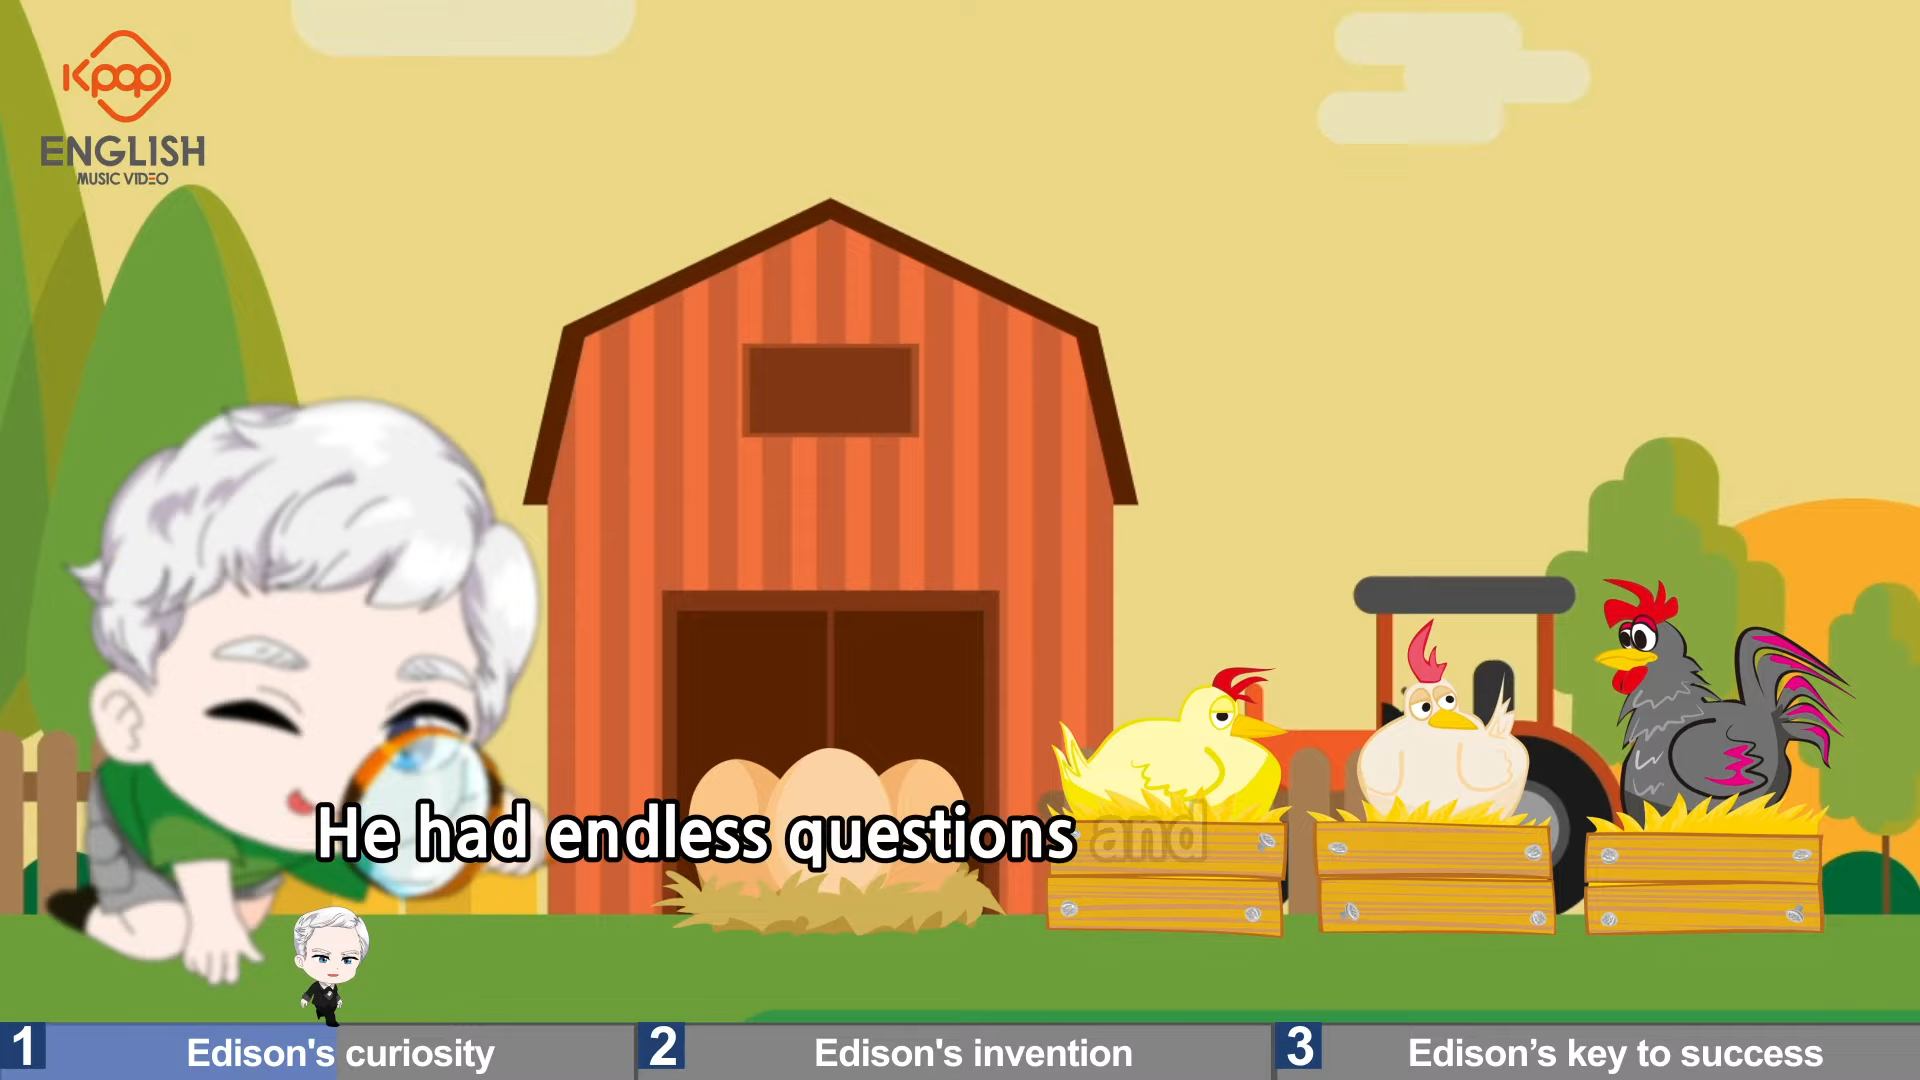 Kpop
ENGLISH
MUSIC VIDEO
He had endless questions and
1 Edison's curiosity
2 Edison's invention
3 Edison’s key to success